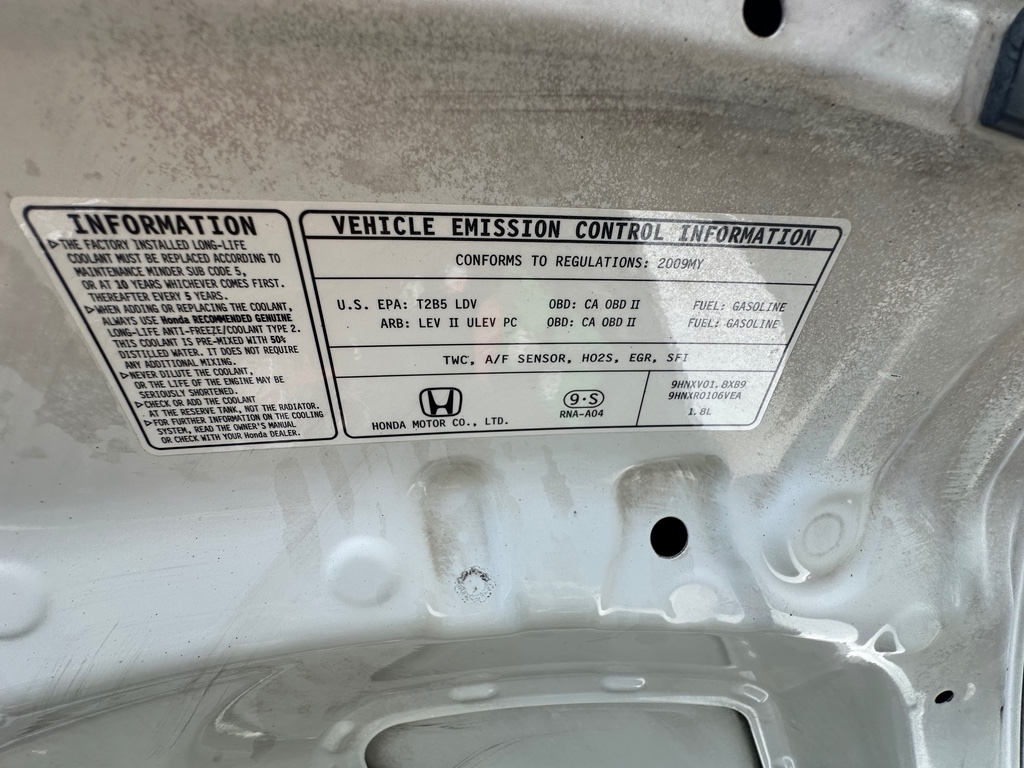 INFORMATION
▷THE FACTORY INSTALLED LONG-LIFE
COOLANT MUST BE REPLACED ACCORDING TO
MAINTENANCE MINDER SUB CODE 5,
OR AT 10 YEARS WHICHEVER COMES FIRST.
THEREAFTER EVERY 5 YEARS.
▷WHEN ADDING OR REPLACING THE COOLANT,
ALWAYS USE Honda RECOMMENDED GENUINE
LONG-LIFE ANTI-FREEZE/COOLANT TYPE 2.
THIS COOLANT IS PRE-MIXED WITH 50%
DISTILLED WATER. IT DOES NOT REQUIRE
ANY ADDITIONAL MIXING.
▷NEVER DILUTE THE COOLANT,
OR THE LIFE OF THE ENGINE MAY BE
SERIOUSLY SHORTENED.
▷CHECK OR ADD THE COOLANT
AT THE RESERVE TANK, NOT THE RADIATOR.
▷FOR FURTHER INFORMATION ON THE COOLING
SYSTEM, READ THE OWNER'S MANUAL
OR CHECK WITH YOUR Honda DEALER.
VEHICLE EMISSION CONTROL INFORMATION
CONFORMS TO REGULATIONS: 2009MY
U.S. EPA: T2B5 LDV OBD: CA OBD II FUEL: GASOLINE
ARB: LEV II ULEV PC OBD: CA OBD II FUEL: GASOLINE
TWC, A/F SENSOR, HO2S, EGR, SFI
HONDA MOTOR CO., LTD.
9·S
RNA-A04
9HNXV01.8XB9
9HNXR0106VEA
1.8L